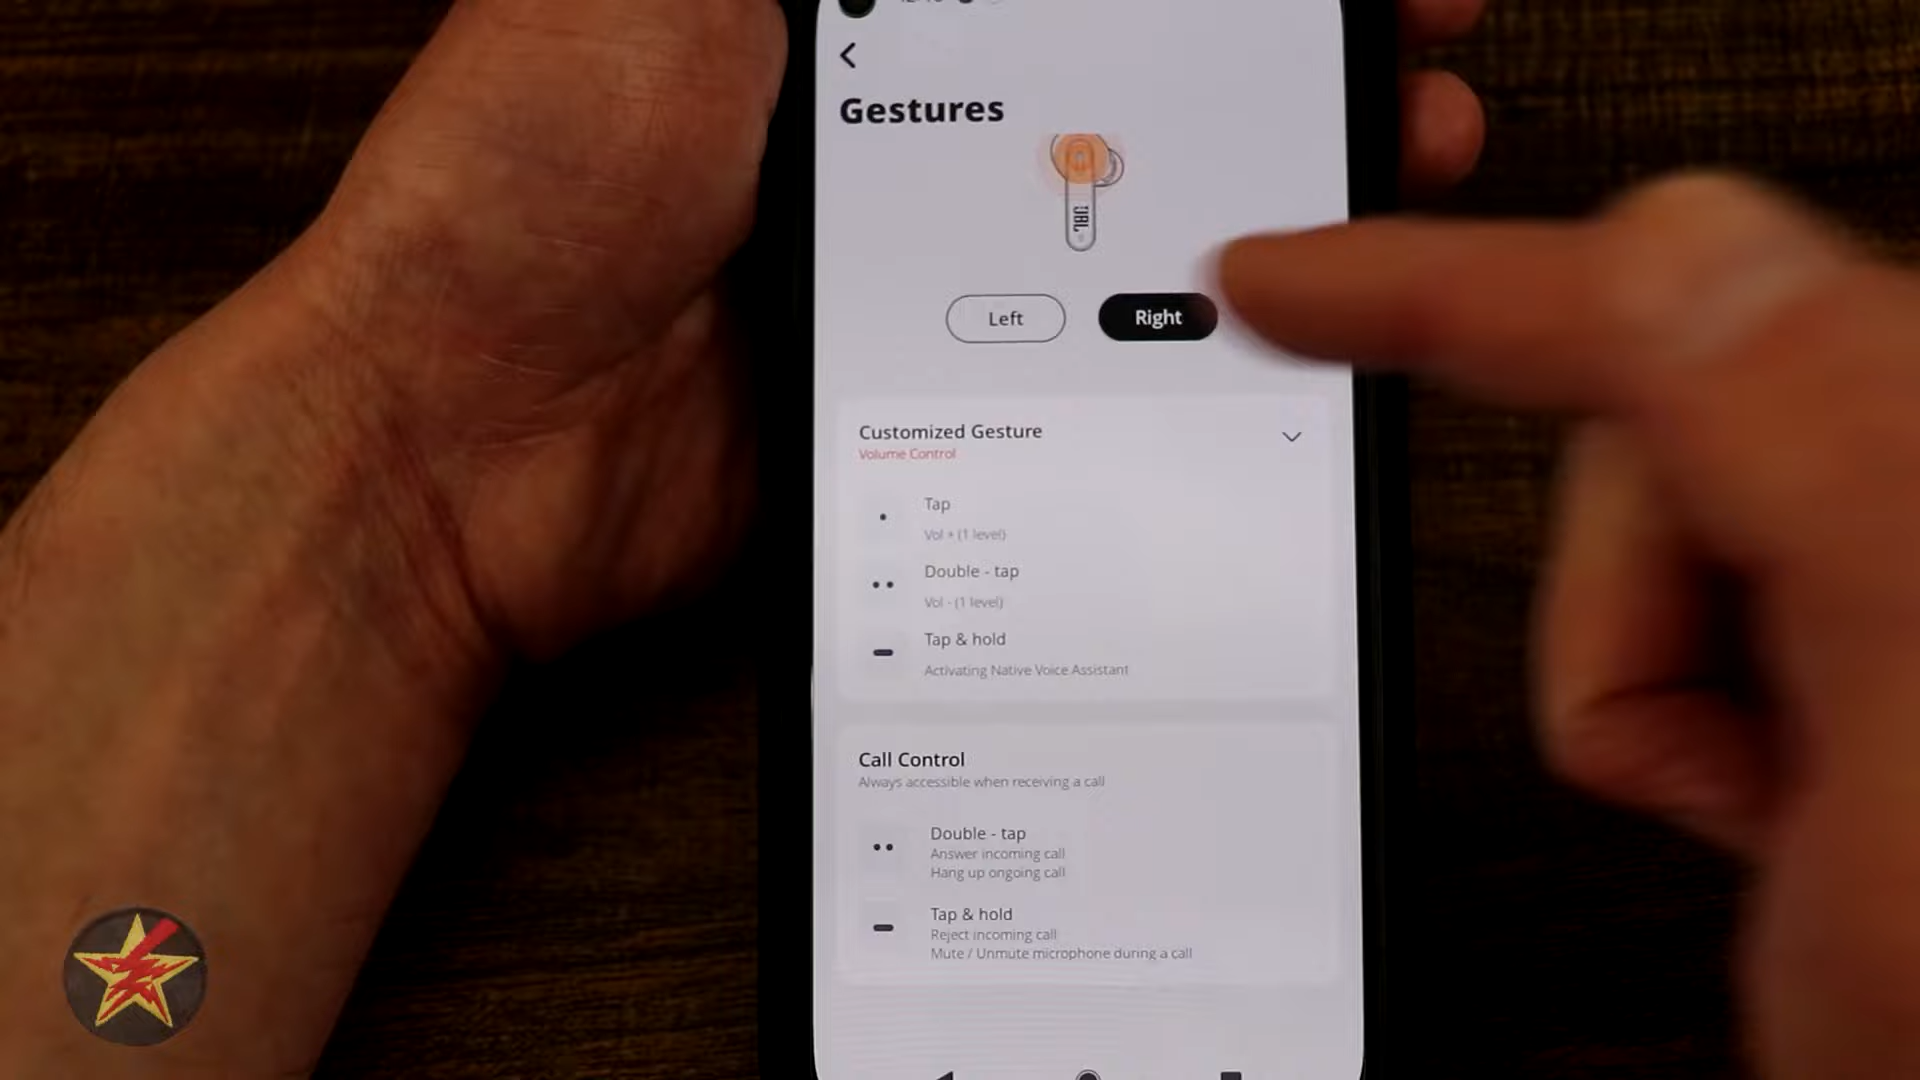 Gestures
JBL
Left
Right
Customized Gesture
Volume Control
Tap
Vol + (1 level)
Double - tap
Vol - (1 level)
Tap & hold
Activating Native Voice Assistant
Call Control
Always accessible when receiving a call
Double - tap
Answer incoming call
Hang up ongoing call
Tap & hold
Reject incoming call
Mute / Unmute microphone during a call